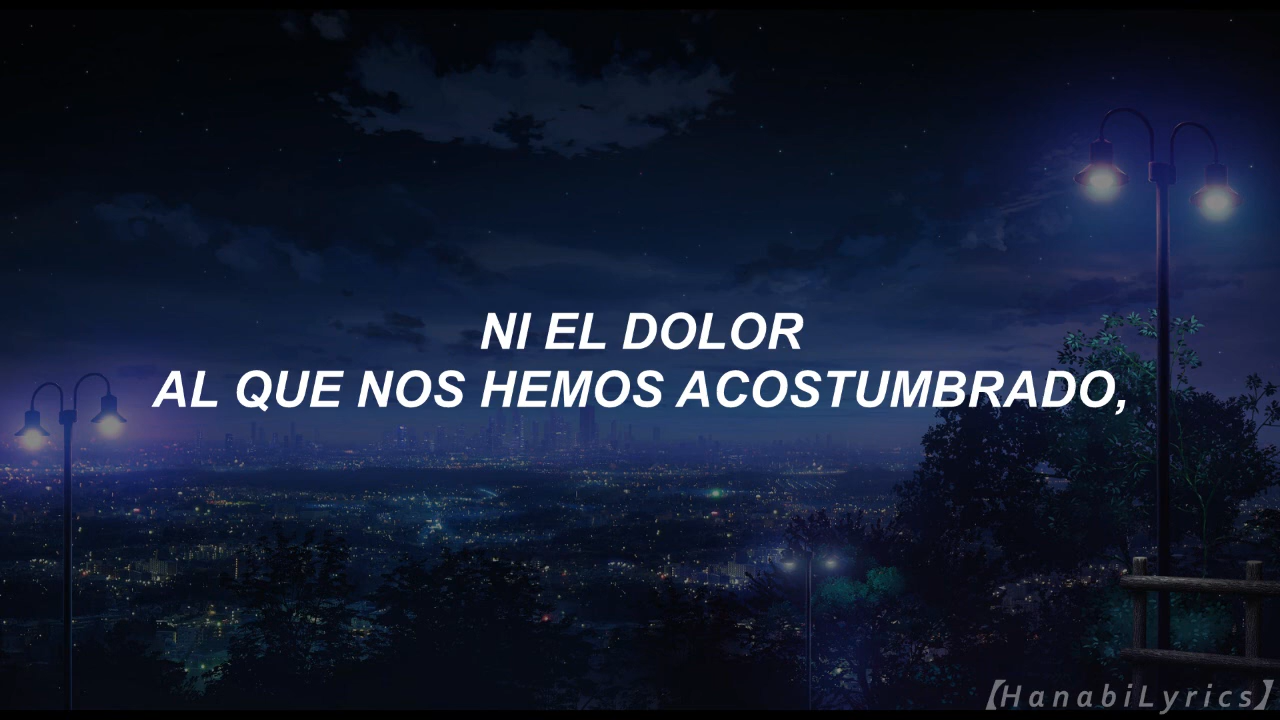 NI EL DOLOR
AL QUE NOS HEMOS ACOSTUMBRADO,
【HanabiLyrics】